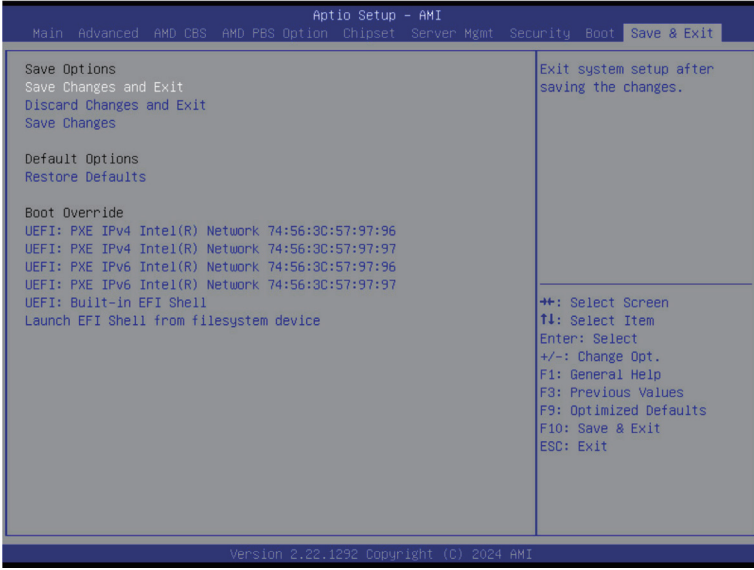 Aptio Setup - AMI
Main Advanced AMD CBS AMD PBS Option Chipset Server Mgmt Security Boot Save & Exit
Save Options
Save Changes and Exit
Discard Changes and Exit
Save Changes
Default Options
Restore Defaults
Boot Override
UEFI: PXE IPv4 Intel(R) Network 74:56:3C:57:97:96
UEFI: PXE IPv4 Intel(R) Network 74:56:3C:57:97:97
UEFI: PXE IPv6 Intel(R) Network 74:56:3C:57:97:96
UEFI: PXE IPv6 Intel(R) Network 74:56:3C:57:97:97
UEFI: Built-in EFI Shell
Launch EFI Shell from filesystem device
Exit system setup after
saving the changes.
→←: Select Screen
↑↓: Select Item
Enter: Select
+/-: Change Opt.
F1: General Help
F3: Previous Values
F9: Optimized Defaults
F10: Save & Exit
ESC: Exit
Version 2.22.1292 Copyright (C) 2024 AMI